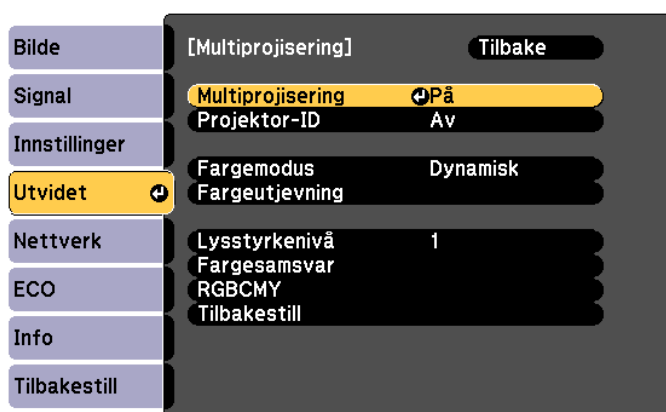 Bilde
Signal
Innstillinger
Utvidet
Nettverk
ECO
Info
Tilbakestill
[Multiprojisering] Tilbake
Multiprojisering På
Projektor-ID Av
Fargemodus Dynamisk
Fargeutjevning
Lysstyrkenivå 1
Fargesamsvar
RGBCMY
Tilbakestill